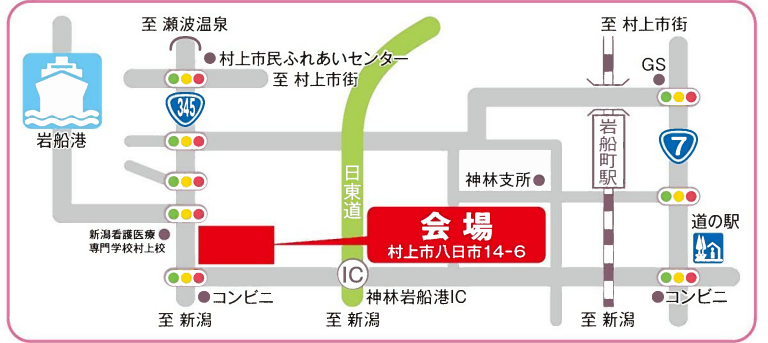 至 瀬波温泉
至 村上市街
村上市民ふれあいセンター
至 村上市街
GS
345
岩船港
7
岩船町駅
日東道
神林支所
道の駅
会場
村上市八日市14-6
新潟看護医療
専門学校村上校
IC
コンビニ
神林岩船港IC
コンビニ
至 新潟
至 新潟
至 新潟